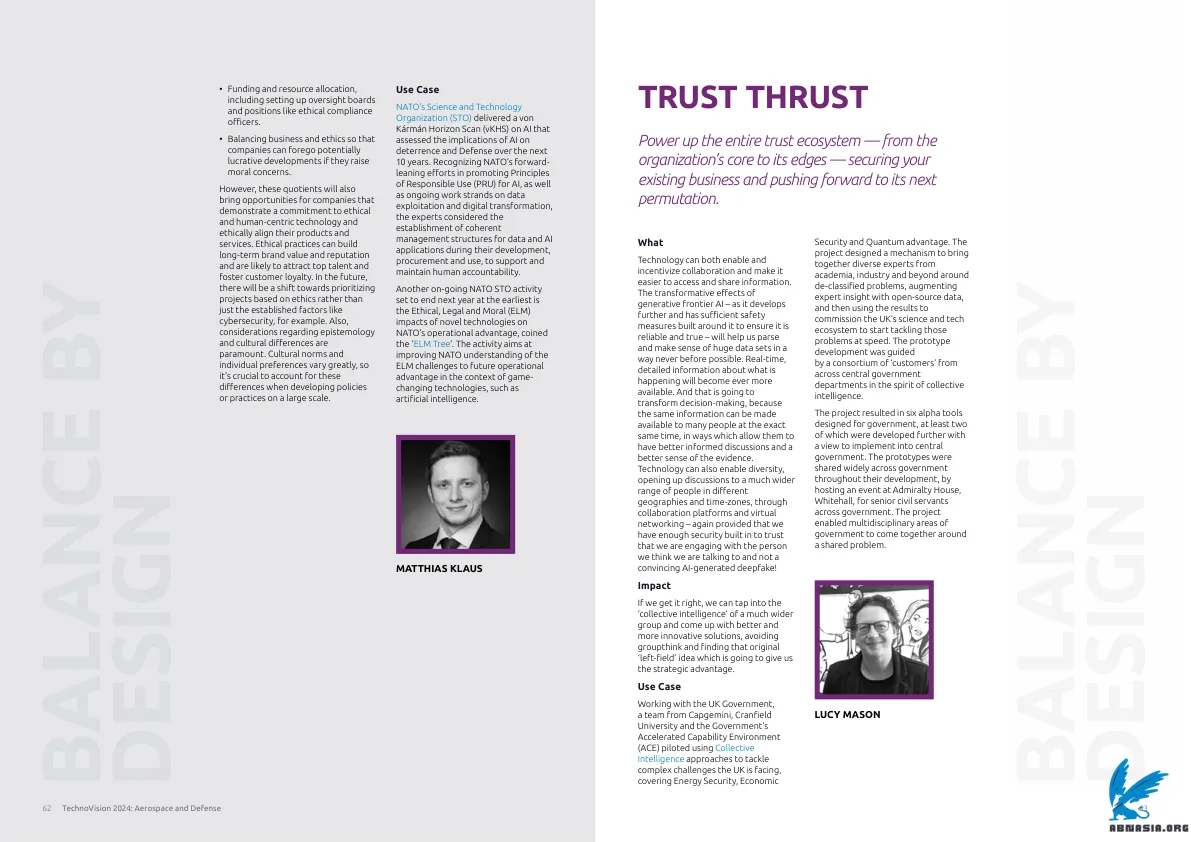 • Funding and resource allocation,
including setting up oversight boards
and positions like ethical compliance
officers.
• Balancing business and ethics so that
companies can forego potentially
lucrative developments if they raise
moral concerns.
However, these quotients will also
bring opportunities for companies that
demonstrate a commitment to ethical
and human-centric technology and
ethically align their products and
services. Ethical practices can build
long-term brand value and reputation
and are likely to attract top talent and
foster customer loyalty. In the future,
there will be a shift towards prioritizing
projects based on ethics rather than
just the established factors like
cybersecurity, for example. Also,
considerations regarding epistemology
and cultural differences are
paramount. Cultural norms and
individual preferences vary greatly, so
it's crucial to account for these
differences when developing policies
or practices on a large scale.
Use Case
NATO's Science and Technology
Organization (STO) delivered a von
Kármán Horizon Scan (vKHS) on AI that
assessed the implications of AI on
deterrence and Defense over the next
10 years. Recognizing NATO's forward-
leaning efforts in promoting Principles
of Responsible Use (PRU) for AI, as well
as ongoing work strands on data
exploitation and digital transformation,
the experts considered the
establishment of coherent
management structures for data and AI
applications during their development,
procurement and use, to support and
maintain human accountability.
Another on-going NATO STO activity
set to end next year at the earliest is
the Ethical, Legal and Moral (ELM)
impacts of novel technologies on
NATO's operational advantage, coined
the 'ELM Tree'. The activity aims at
improving NATO understanding of the
ELM challenges to future operational
advantage in the context of game-
changing technologies, such as
artificial intelligence.
MATTHIAS KLAUS
BALANCE BY
DESIGN
62 TechnoVision 2024: Aerospace and Defense
TRUST THRUST
Power up the entire trust ecosystem — from the
organization's core to its edges — securing your
existing business and pushing forward to its next
permutation.
What
Technology can both enable and
incentivize collaboration and make it
easier to access and share information.
The transformative effects of
generative frontier AI – as it develops
further and has sufficient safety
measures built around it to ensure it is
reliable and true – will help us parse
and make sense of huge data sets in a
way never before possible. Real-time,
detailed information about what is
happening will become ever more
available. And that is going to
transform decision-making, because
the same information can be made
available to many people at the exact
same time, in ways which allow them to
have better informed discussions and a
better sense of the evidence.
Technology can also enable diversity,
opening up discussions to a much wider
range of people in different
geographies and time-zones, through
collaboration platforms and virtual
networking – again provided that we
have enough security built in to trust
that we are engaging with the person
we think we are talking to and not a
convincing AI-generated deepfake!
Impact
If we get it right, we can tap into the
'collective intelligence' of a much wider
group and come up with better and
more innovative solutions, avoiding
groupthink and finding that original
'left-field' idea which is going to give us
the strategic advantage.
Use Case
Working with the UK Government,
a team from Capgemini, Cranfield
University and the Government's
Accelerated Capability Environment
(ACE) piloted using Collective
Intelligence approaches to tackle
complex challenges the UK is facing,
covering Energy Security, Economic
Security and Quantum advantage. The
project designed a mechanism to bring
together diverse experts from
academia, industry and beyond around
de-classified problems, augmenting
expert insight with open-source data,
and then using the results to
commission the UK's science and tech
ecosystem to start tackling those
problems at speed. The prototype
development was guided
by a consortium of 'customers' from
across central government
departments in the spirit of collective
intelligence.
The project resulted in six alpha tools
designed for government, at least two
of which were developed further with
a view to implement into central
government. The prototypes were
shared widely across government
throughout their development, by
hosting an event at Admiralty House,
Whitehall, for senior civil servants
across government. The project
enabled multidisciplinary areas of
government to come together around
a shared problem.
LUCY MASON
BALANCE BY
DESIGN
ABNASIA.ORG